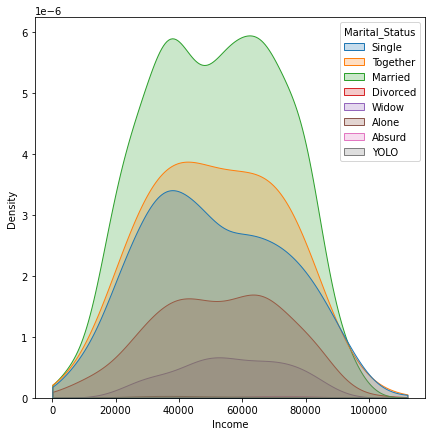 1e−6
Marital_Status
Single
Together
Married
Divorced
Widow
Alone
Absurd
YOLO
6
5
4
3
2
1
0
Density
0 20000 40000 60000 80000 100000
Income